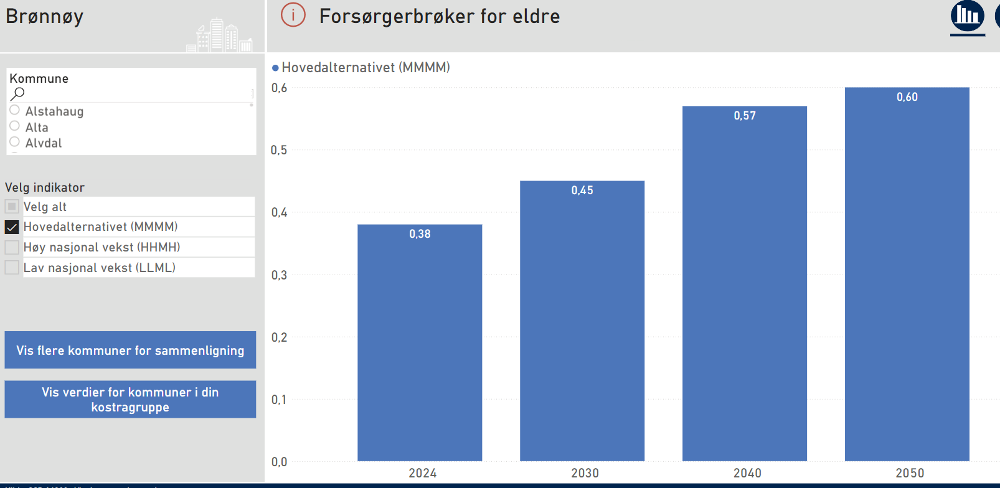 Brønnøy
Forsørgerbrøker for eldre
Kommune
Alstahaug
Alta
Alvdal
Velg indikator
Velg alt
Hovedalternativet (MMMM)
Høy nasjonal vekst (HHMH)
Lav nasjonal vekst (LLML)
Vis flere kommuner for sammenligning
Vis verdier for kommuner i din
kostragruppe
Hovedalternativet (MMMM)
0,6
0,5
0,4
0,3
0,2
0,1
0,0
0,38
0,45
0,57
0,60
2024
2030
2040
2050